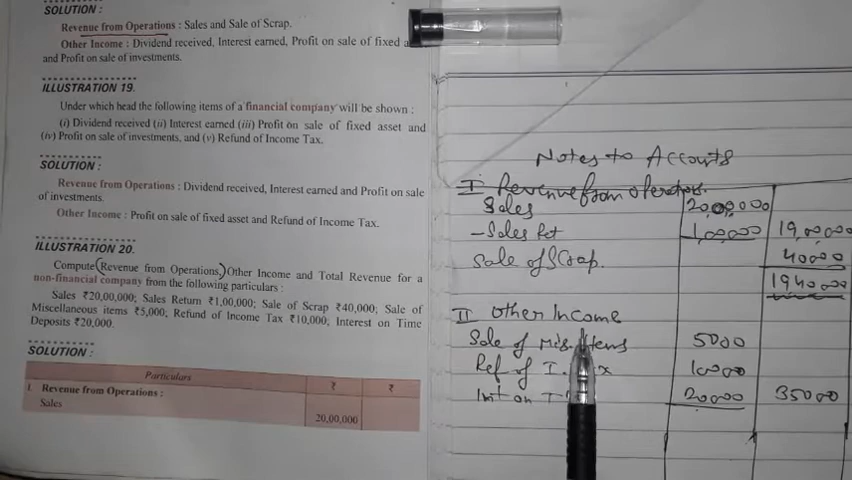 SOLUTION :
Revenue from Operations : Sales and Sale of Scrap.
Other Income : Dividend received, Interest earned, Profit on sale of fixed
and Profit on sale of investments.
ILLUSTRATION 19.
Under which head the following items of a financial company will be shown :
(i) Dividend received (ii) Interest earned (iii) Profit on sale of fixed asset and
(iv) Profit on sale of investments, and (v) Refund of Income Tax.
SOLUTION :
Revenue from Operations : Dividend received, Interest earned and Profit on sale
of investments.
Other Income : Profit on sale of fixed asset and Refund of Income Tax.
ILLUSTRATION 20.
Compute (Revenue from Operations,) Other Income and Total Revenue for a
non-financial company from the following particulars :
Sales ₹20,00,000; Sales Return ₹1,00,000; Sale of Scrap ₹40,000; Sale of
Miscellaneous items ₹5,000; Refund of Income Tax ₹10,000; Interest on Time
Deposits ₹20,000.
SOLUTION :
Particulars ₹ ₹
1. Revenue from Operations :
Sales 20,00,000
Notes to Accounts
I Revenue from operations.
Sales 20,00,000
-Sales Ret 1,00,000 19,00,000
Sale of Scrap. 40000
1940000
II Other Income
Sale of Mis. Items 5000
Ref of I. 10000
Int on 20000 35000